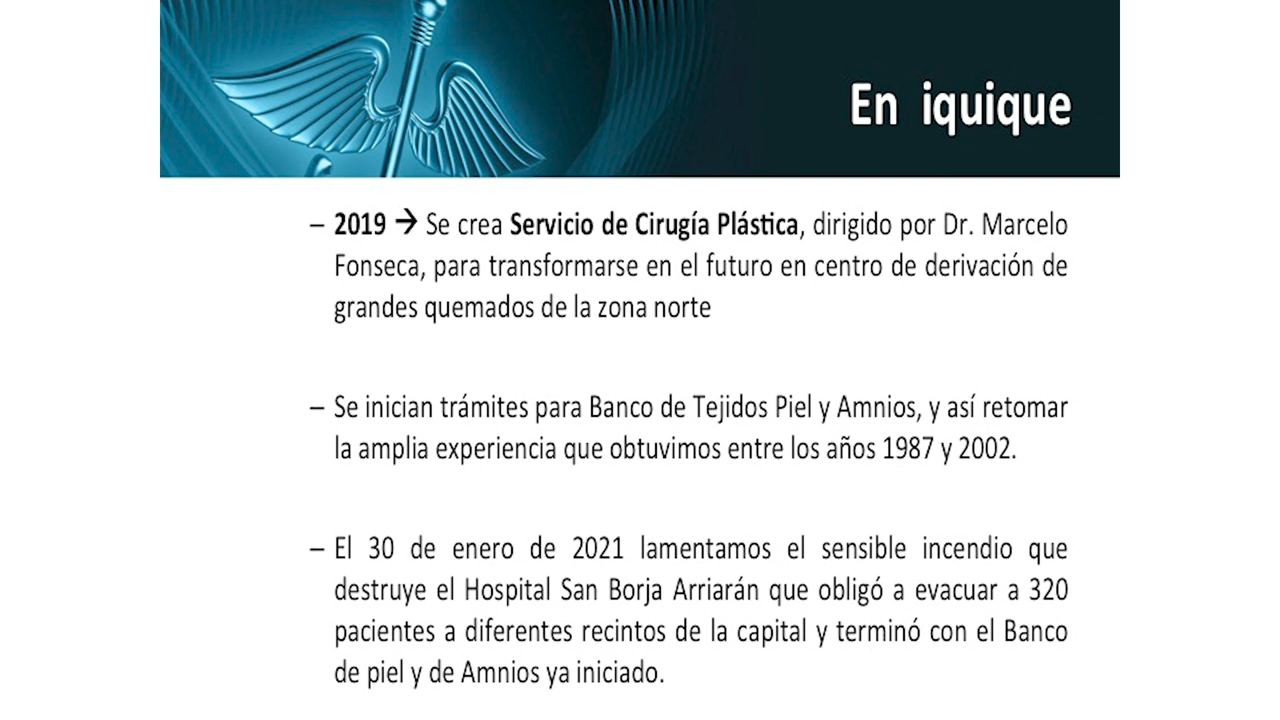 En iquique
– 2019 → Se crea Servicio de Cirugía Plástica, dirigido por Dr. Marcelo
Fonseca, para transformarse en el futuro en centro de derivación de
grandes quemados de la zona norte
– Se inician trámites para Banco de Tejidos Piel y Amnios, y así retomar
la amplia experiencia que obtuvimos entre los años 1987 y 2002.
– El 30 de enero de 2021 lamentamos el sensible incendio que
destruye el Hospital San Borja Arriarán que obligó a evacuar a 320
pacientes a diferentes recintos de la capital y terminó con el Banco
de piel y de Amnios ya iniciado.